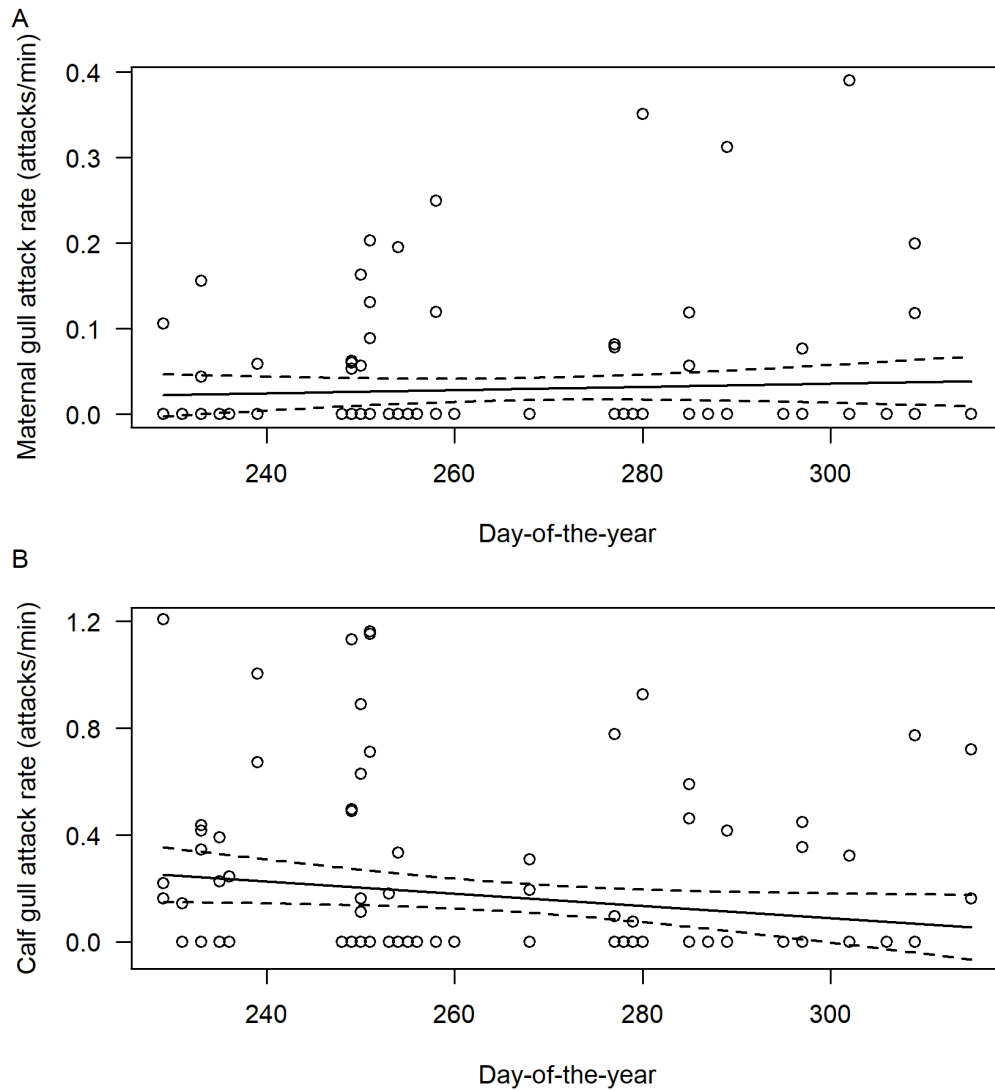 A
Maternal gull attack rate (attacks/min)
0.4
0.3
0.2
0.1
0.0
240 260 280 300
Day-of-the-year
B
Calf gull attack rate (attacks/min)
1.2
0.8
0.4
0.0
240 260 280 300
Day-of-the-year